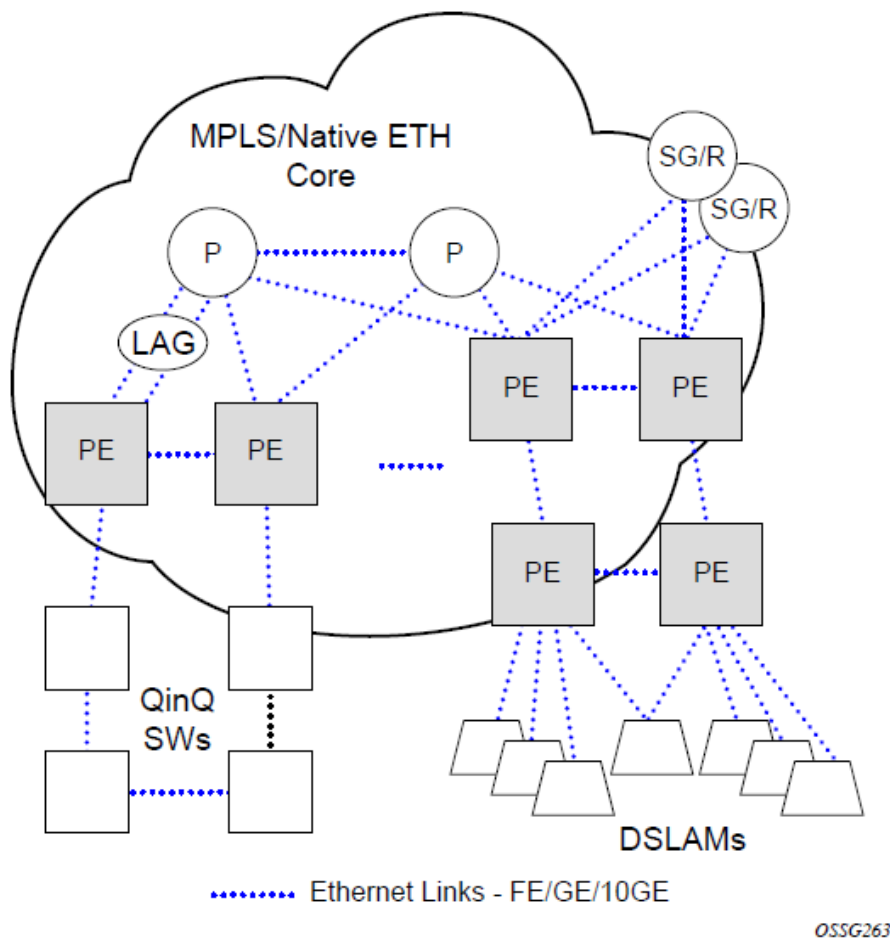 MPLS/Native ETH
Core
SG/R
SG/R
P
P
LAG
PE
PE
PE
PE
PE
PE
QinQ
SWs
DSLAMs
Ethernet Links - FE/GE/10GE
OSSG263